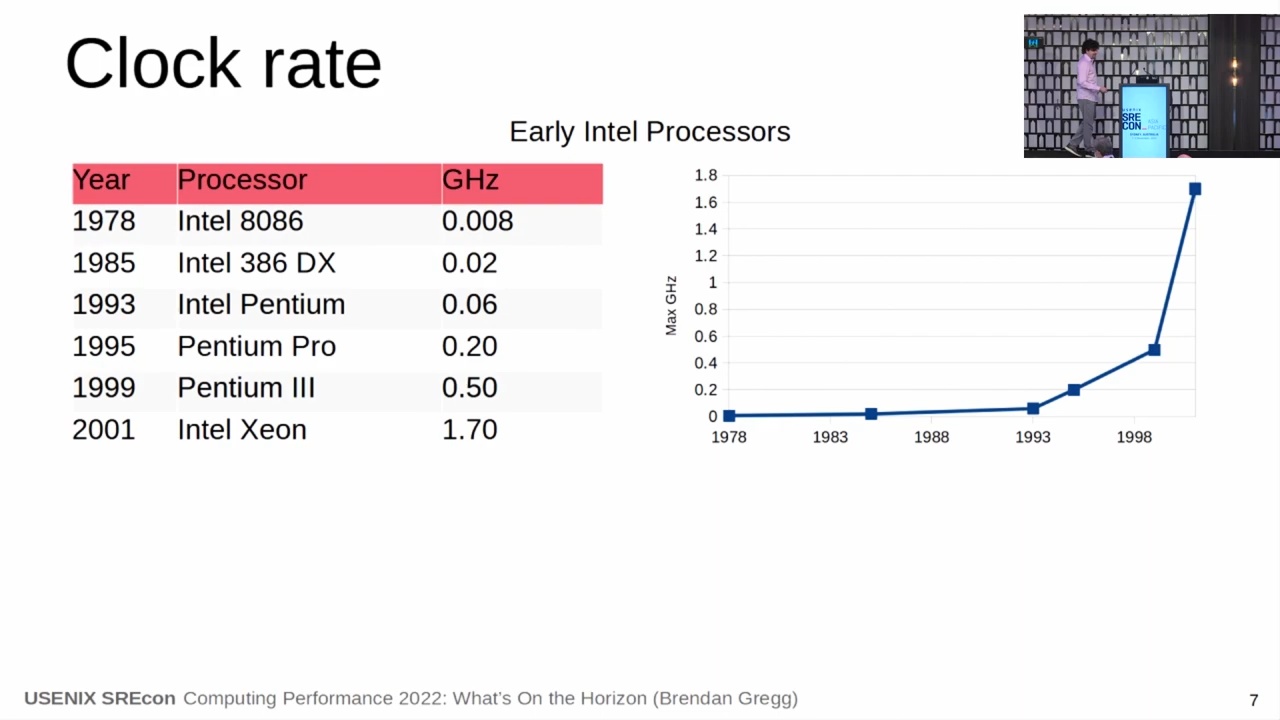 Clock rate
Early Intel Processors
Year Processor GHz
1978 Intel 8086 0.008
1985 Intel 386 DX 0.02
1993 Intel Pentium 0.06
1995 Pentium Pro 0.20
1999 Pentium III 0.50
2001 Intel Xeon 1.70
Max GHz
1.8
1.6
1.4
1.2
1
0.8
0.6
0.4
0.2
0
1978 1983 1988 1993 1998
SRE
CON
USENIX SREcon Computing Performance 2022: What's On the Horizon (Brendan Gregg)
7